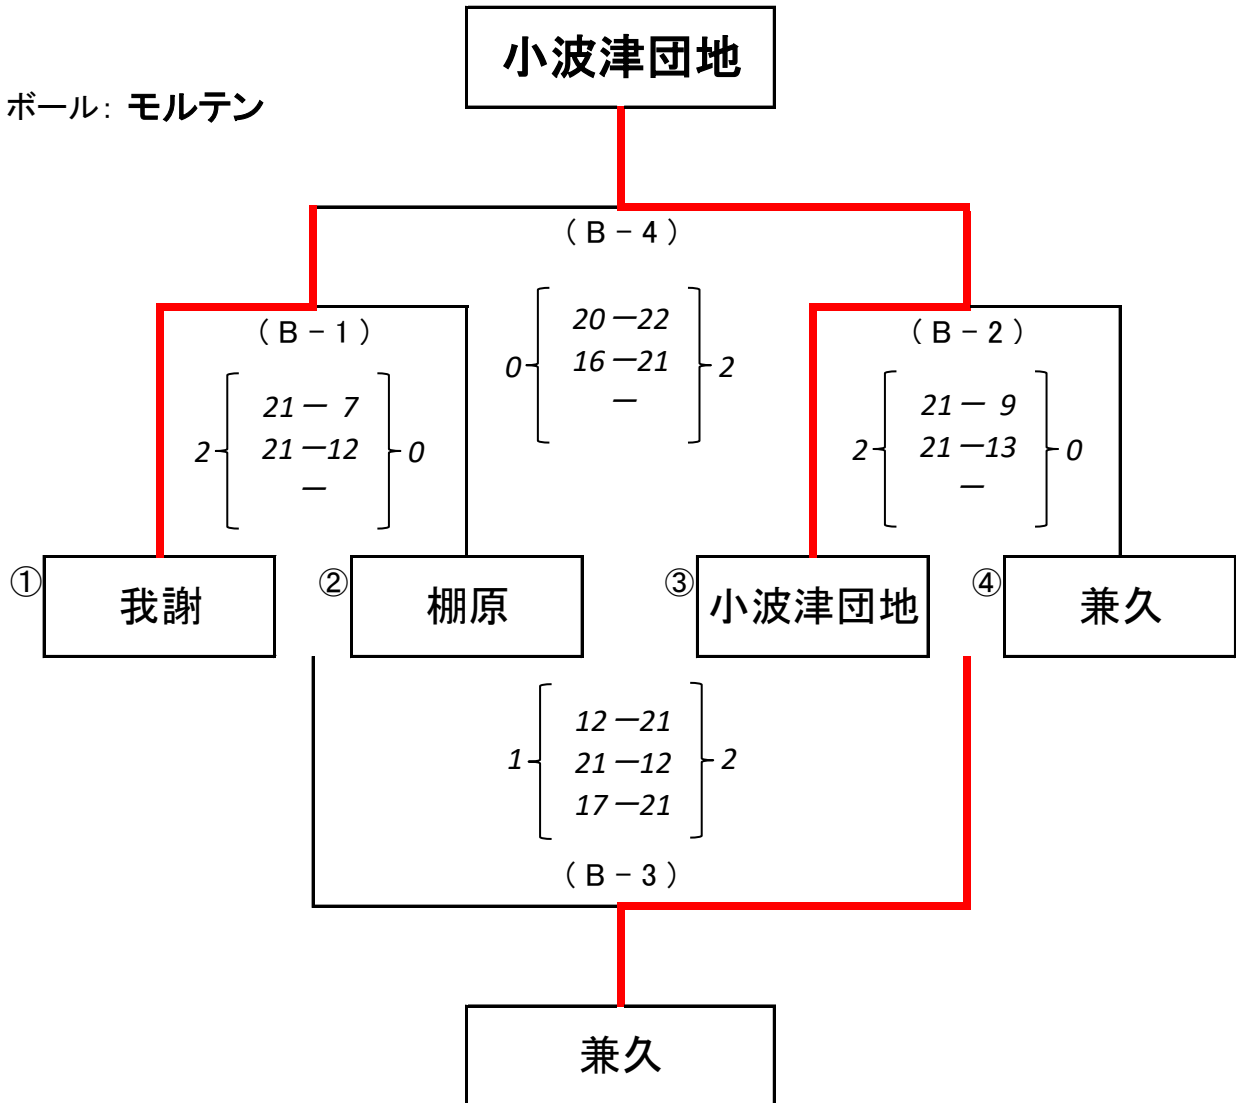 小波津団地
ボール: モルテン
( B - 4 )
20 - 22
0 16 - 21 2
-
( B - 1 )
21 - 7
2 21 - 12 0
-
( B - 2 )
21 - 9
2 21 - 13 0
-
① 我謝
② 棚原
③ 小波津団地
④ 兼久
12 - 21
1 21 - 12 2
17 - 21
( B - 3 )
兼久